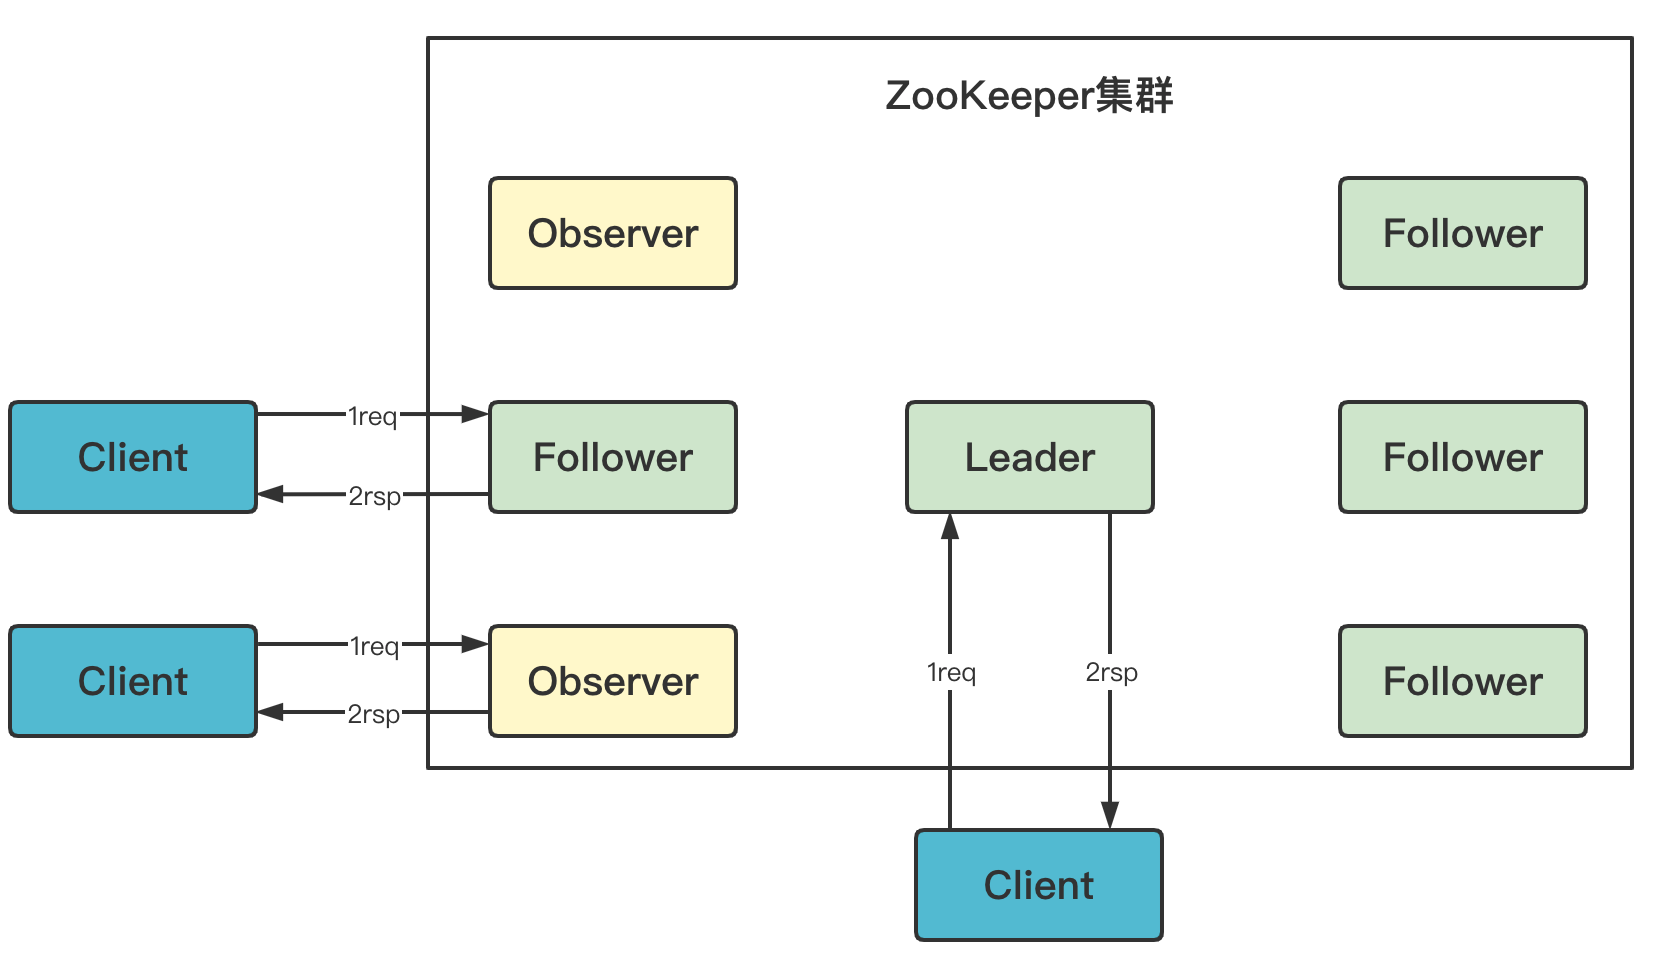 ZooKeeper集群
Observer
Follower
1req
Client
Follower
Leader
Follower
2rsp
1req
Client
Observer
1req
2rsp
Follower
2rsp
Client